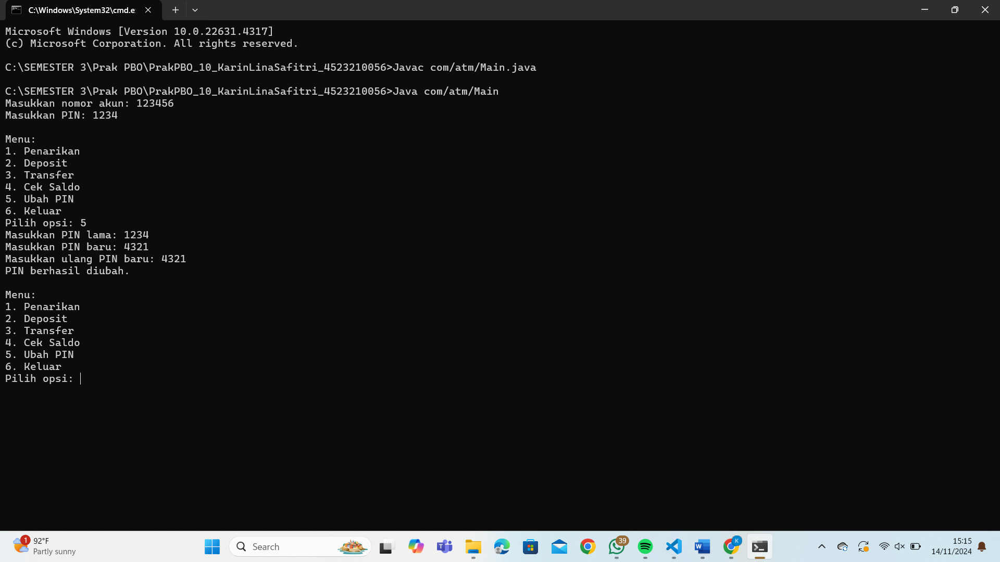 C:\Windows\System32\cmd.e
Microsoft Windows [Version 10.0.22631.4317]
(c) Microsoft Corporation. All rights reserved.
C:\SEMESTER 3\Prak PBO\PrakPBO_10_KarinLinaSafitri_4523210056>Javac com/atm/Main.java
C:\SEMESTER 3\Prak PBO\PrakPBO_10_KarinLinaSafitri_4523210056>Java com/atm/Main
Masukkan nomor akun: 123456
Masukkan PIN: 1234
Menu:
1. Penarikan
2. Deposit
3. Transfer
4. Cek Saldo
5. Ubah PIN
6. Keluar
Pilih opsi: 5
Masukkan PIN lama: 1234
Masukkan PIN baru: 4321
Masukkan ulang PIN baru: 4321
PIN berhasil diubah.
Menu:
1. Penarikan
2. Deposit
3. Transfer
4. Cek Saldo
5. Ubah PIN
6. Keluar
Pilih opsi:
1
92°F
Partly sunny
Search
39
K
15:15
14/11/2024